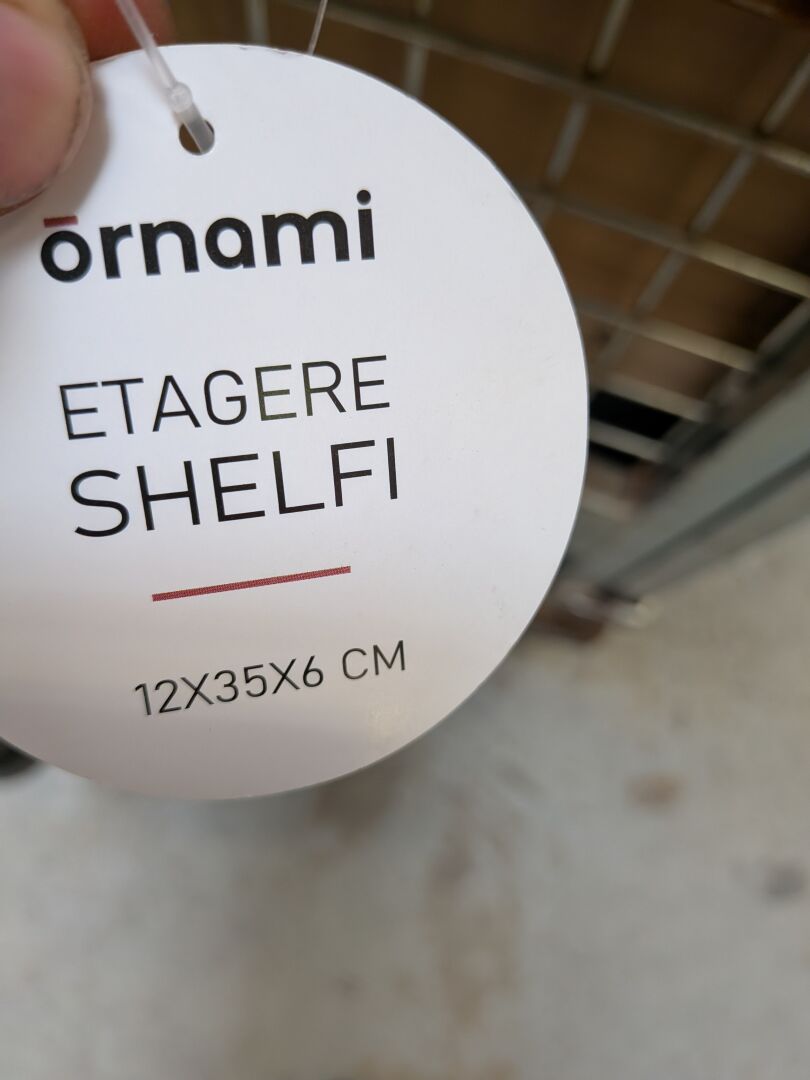 ōrnami
ETAGERE
SHELFI
12X35X6 CM